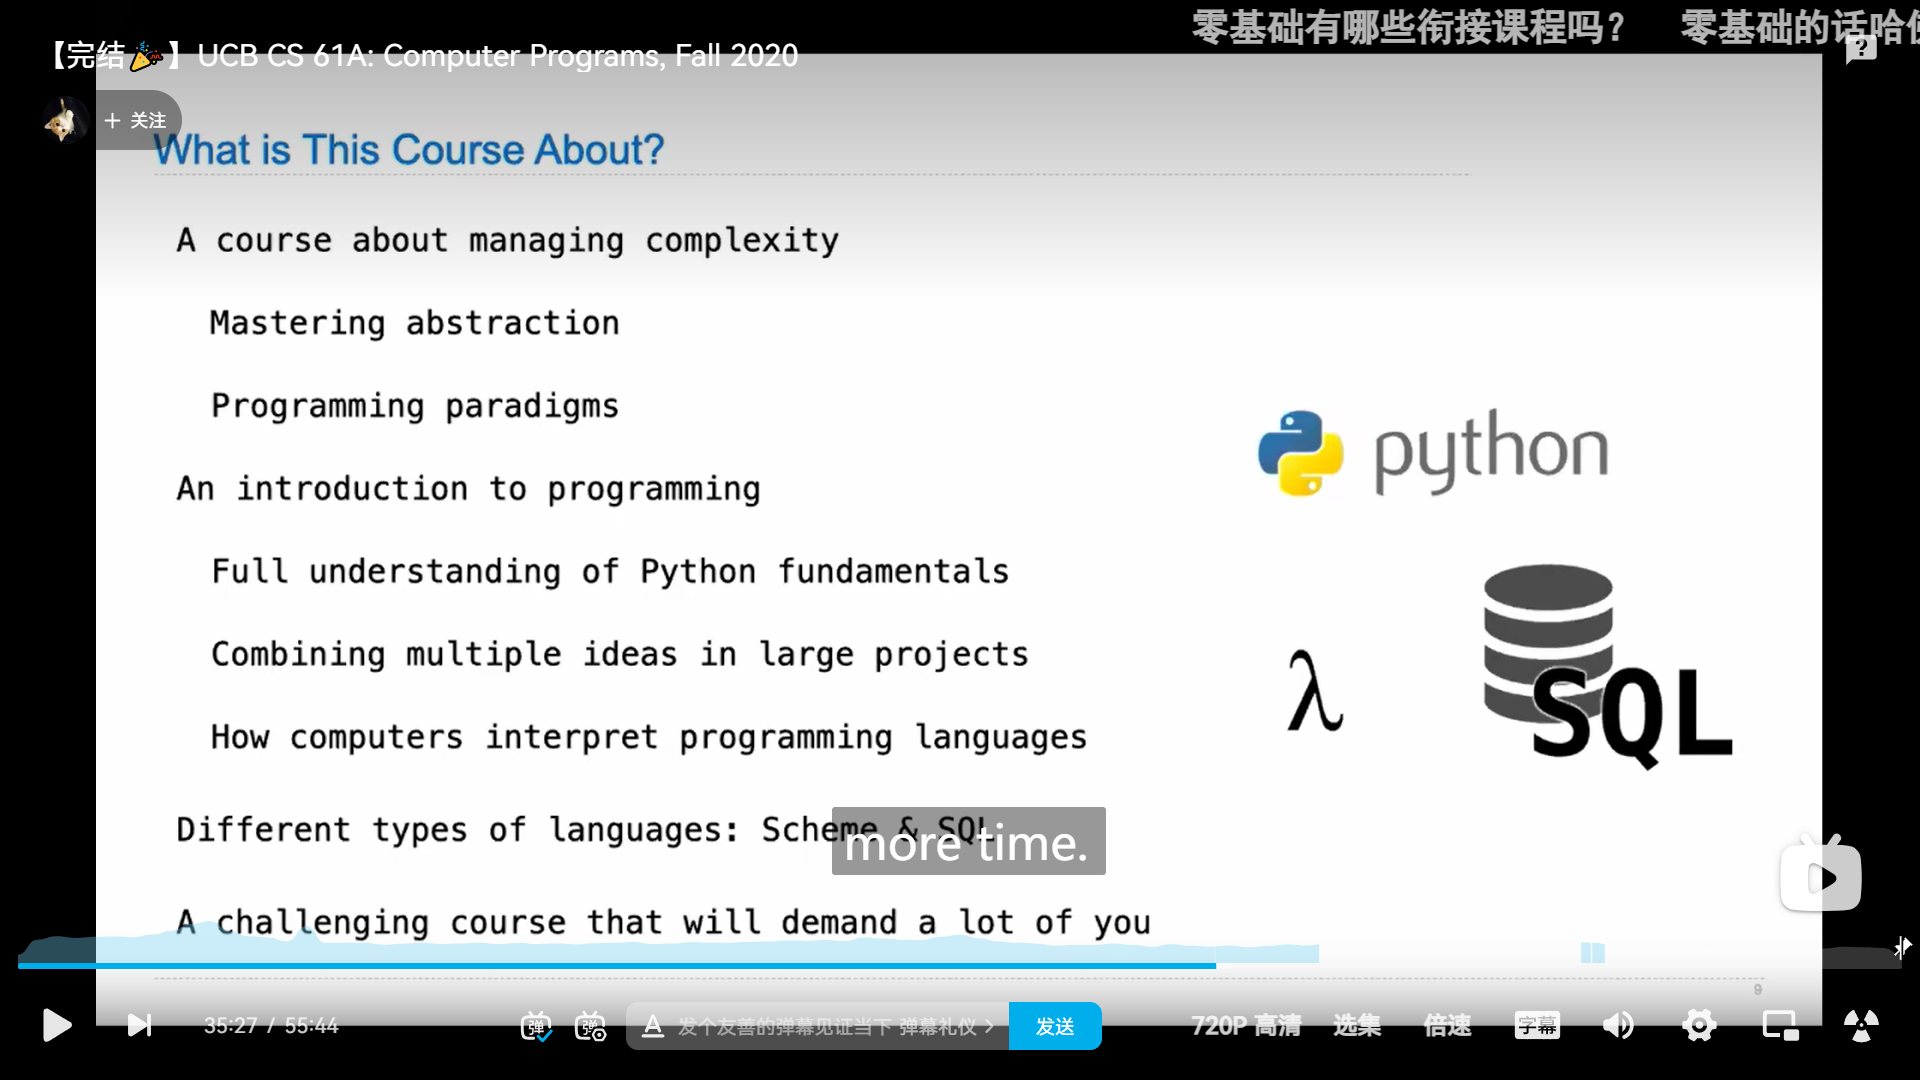 零基础有哪些衔接课程吗？ 零基础的话哈佛
【完结🎉】UCB CS 61A: Computer Programs, Fall 2020
+ 关注
What is This Course About?
A course about managing complexity
Mastering abstraction
Programming paradigms
python
An introduction to programming
Full understanding of Python fundamentals
Combining multiple ideas in large projects
λ
SQL
How computers interpret programming languages
Different types of languages: Scheme & SQL
more time.
A challenging course that will demand a lot of you
9
35:27 / 55:44
弹
弹
A 发个友善的弹幕见证当下 弹幕礼仪 >
发送
720P 高清
选集
倍速
字幕